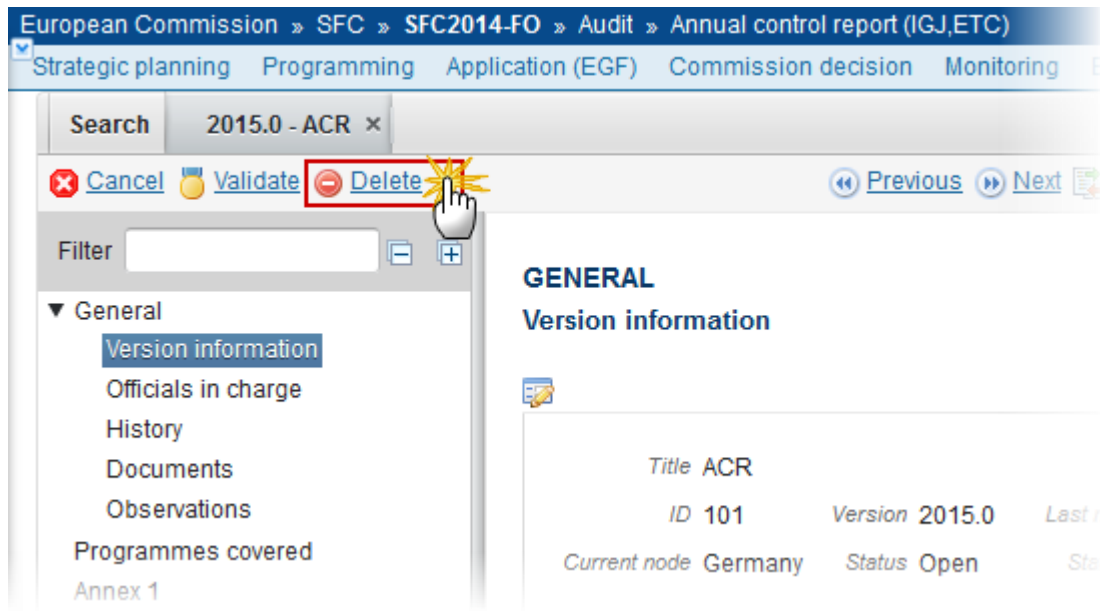 European Commission » SFC » SFC2014-FO » Audit » Annual control report (IGJ,ETC)
Strategic planning Programming Application (EGF) Commission decision Monitoring
Search 2015.0 - ACR ×
Cancel Validate Delete Previous Next
Filter
GENERAL
Version information
General
Version information
Officials in charge
History
Documents
Observations
Programmes covered
Annex 1
Title ACR
ID 101 Version 2015.0 Last
Current node Germany Status Open